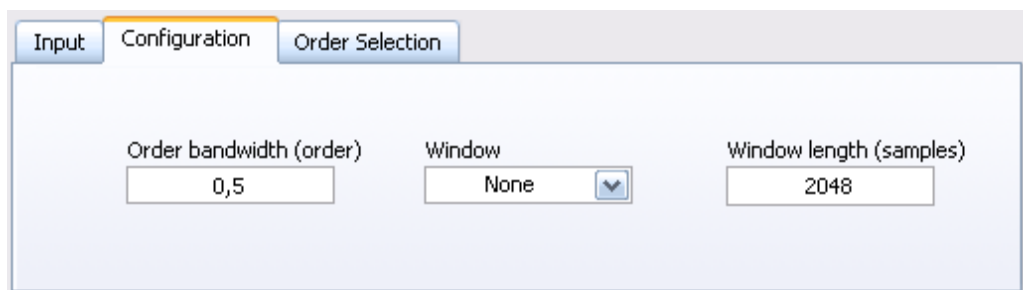 Input Configuration Order Selection
Order bandwidth (order) Window Window length (samples)
0,5 None 2048